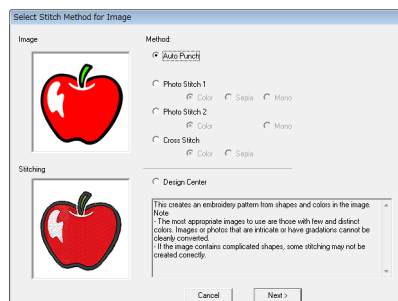 Select Stitch Method for Image
Image
Method:
Auto Punch
Photo Stitch 1
Color Sepia Mono
Photo Stitch 2
Color Mono
Cross Stitch
Color Sepia
Stitching
Design Center
This creates an embroidery pattern from shapes and colors in the image.
Note
- The most appropriate images to use are those with few and distinct
colors. Images or photos that are intricate or have gradations cannot be
cleanly converted.
- If the image contains complicated shapes, some stitching may not be
created correctly.
Cancel Next >